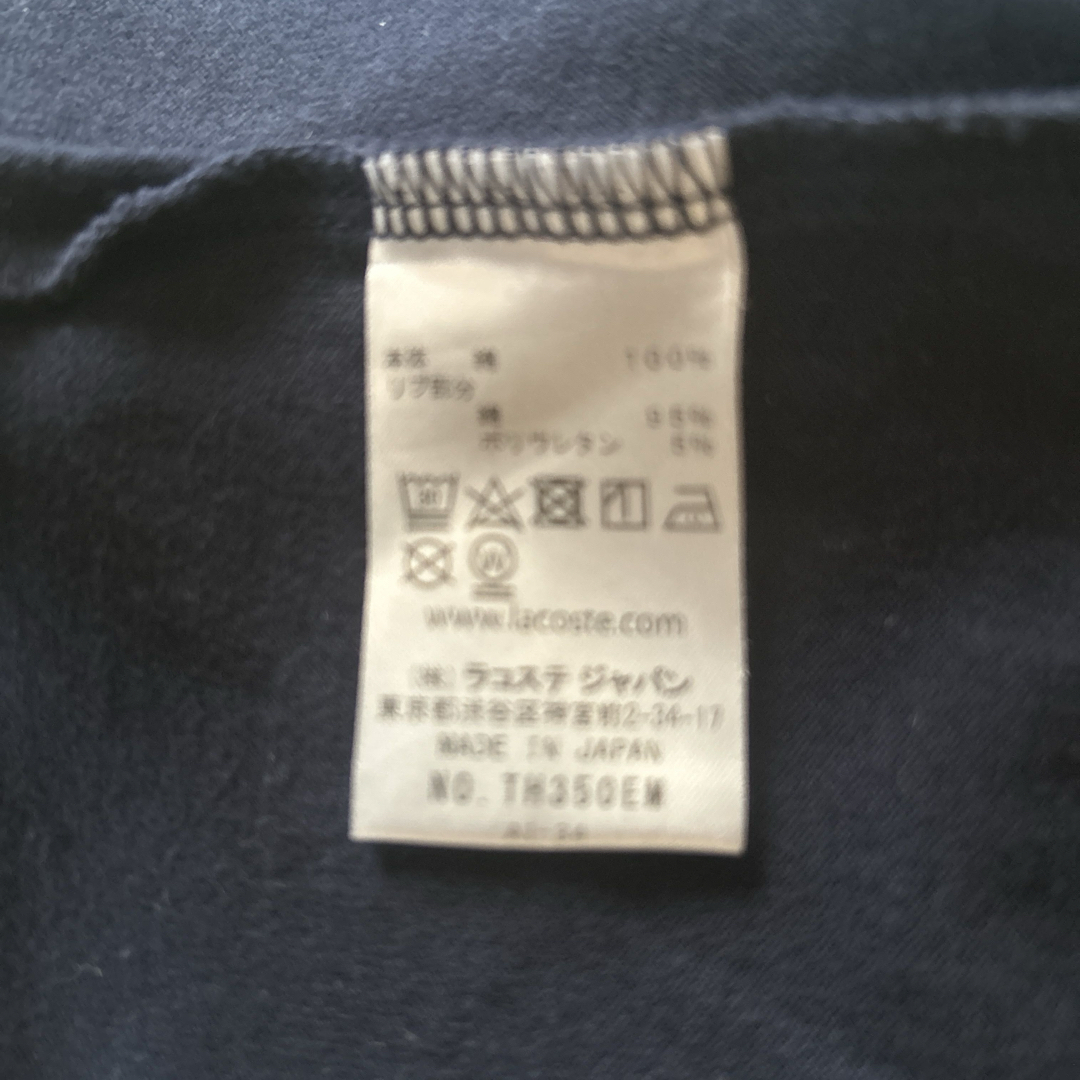 本体 綿 100%
リブ部分
綿 95%
ポリウレタン 5%
www.lacoste.com
(株) ラコステ ジャパン
東京都渋谷区神宮前2-34-17
MADE IN JAPAN
NO. TH350EM